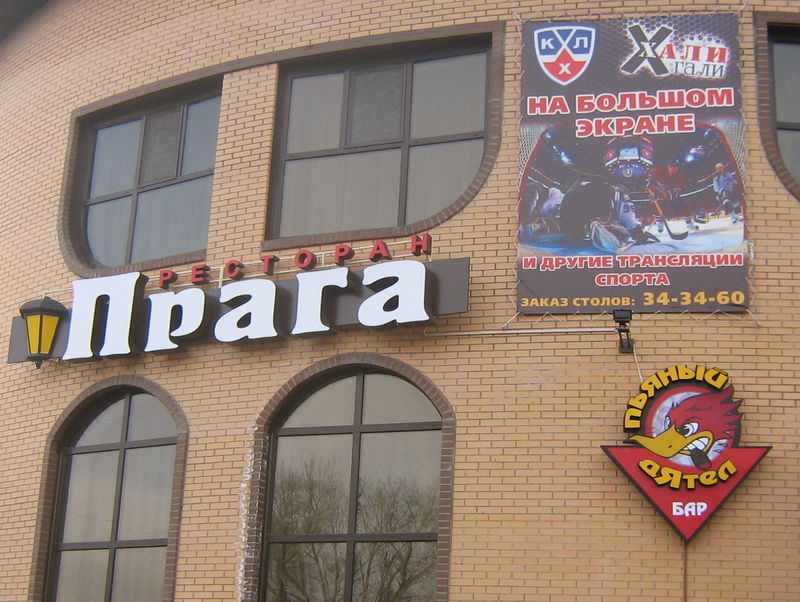 РЕСТОРАН
Прага
КХЛ
Хали
гали
НА БОЛЬШОМ
ЭКРАНЕ
И ДРУГИЕ ТРАНСЛЯЦИИ
СПОРТА
ЗАКАЗ СТОЛОВ: 34-34-60
ПЬЯНЫЙ
дЯтел
БАР